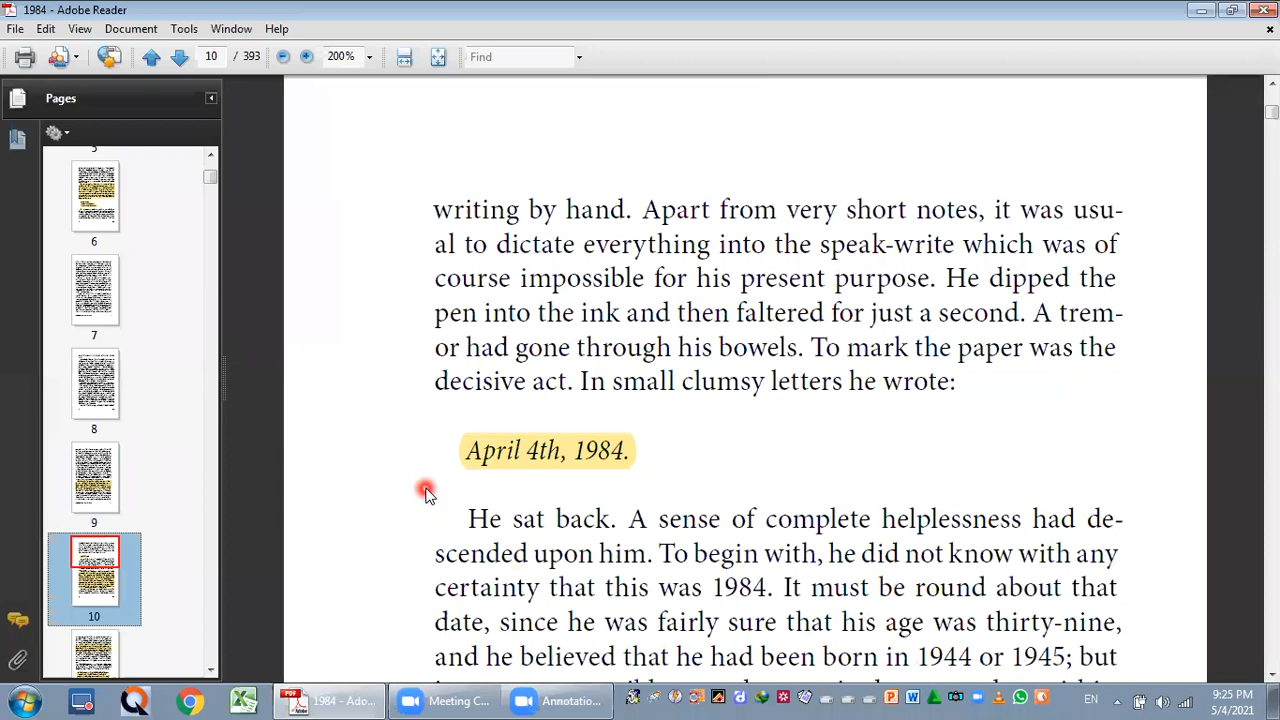 1984 - Adobe Reader
File Edit View Document Tools Window Help
10 / 393 200% Find
Pages
5
6
7
8
9
10
writing by hand. Apart from very short notes, it was usu-
al to dictate everything into the speak-write which was of
course impossible for his present purpose. He dipped the
pen into the ink and then faltered for just a second. A trem-
or had gone through his bowels. To mark the paper was the
decisive act. In small clumsy letters he wrote:
April 4th, 1984.
He sat back. A sense of complete helplessness had de-
scended upon him. To begin with, he did not know with any
certainty that this was 1984. It must be round about that
date, since he was fairly sure that his age was thirty-nine,
and he believed that he had been born in 1944 or 1945; but
1984 - Ado... Meeting C... Annotatio... EN 9:25 PM
5/4/2021